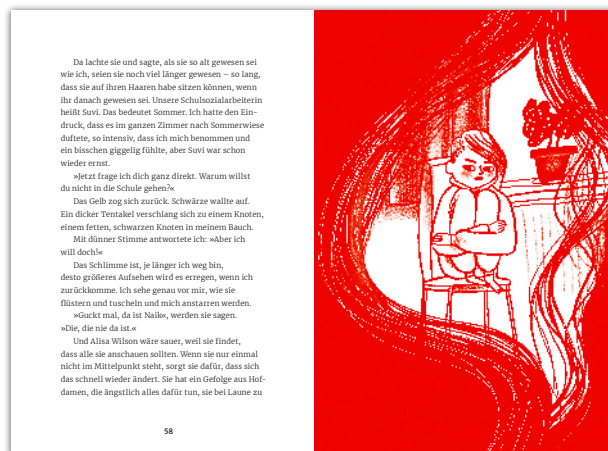 Da lachte sie und sagte, als sie so alt gewesen sei
wie ich, seien sie noch viel länger gewesen – so lang,
dass sie auf ihren Haaren habe sitzen können, wenn
ihr danach gewesen sei. Unsere Schulsozialarbeiterin
heißt Suvi. Das bedeutet Sommer. Ich hatte den Ein-
druck, dass es im ganzen Zimmer nach Sommerwiese
duftete, so intensiv, dass ich mich benommen und
ein bisschen giggelig fühlte, aber Suvi war schon
wieder ernst.
»Jetzt frage ich dich ganz direkt. Warum willst
du nicht in die Schule gehen?«
Das Gelb zog sich zurück. Schwärze wallte auf.
Ein dicker Tentakel verschlang sich zu einem Knoten,
einem fetten, schwarzen Knoten in meinem Bauch.
Mit dünner Stimme antwortete ich: »Aber ich
will doch!«
Das Schlimme ist, je länger ich weg bin,
desto größeres Aufsehen wird es erregen, wenn ich
zurückkomme. Ich sehe genau vor mir, wie sie
flüstern und tuscheln und mich anstarren werden.
»Guckt mal, da ist Naik«, werden sie sagen.
»Die, die nie da ist.«
Und Alisa Wilson wäre sauer, weil sie findet,
dass alle sie anschauen sollten. Wenn sie nur einmal
nicht im Mittelpunkt steht, sorgt sie dafür, dass sich
das schnell wieder ändert. Sie hat ein Gefolge aus Hof-
damen, die ängstlich alles dafür tun, sie bei Laune zu
58